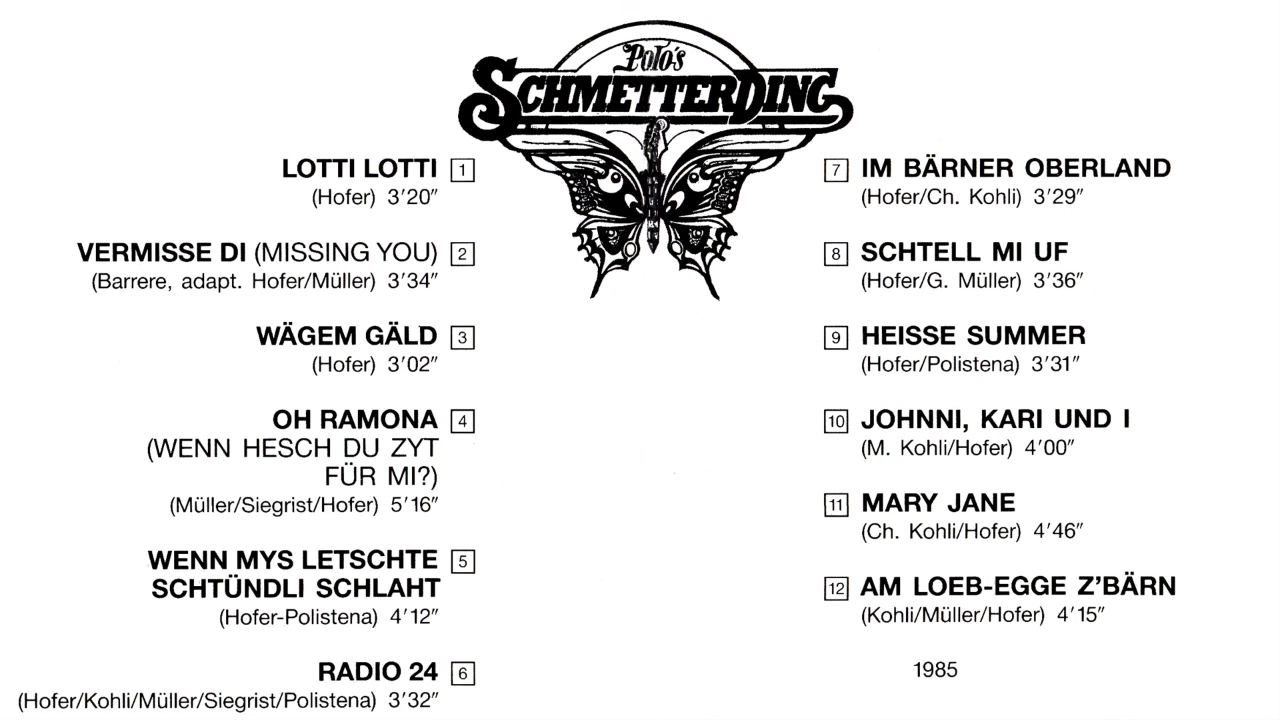 Polo's
SCHMETTERDING
LOTTI LOTTI 1
(Hofer) 3'20"
VERMISSE DI (MISSING YOU) 2
(Barrere, adapt. Hofer/Müller) 3'34"
WÄGEM GÄLD 3
(Hofer) 3'02"
OH RAMONA 4
(WENN HESCH DU ZYT
FÜR MI?)
(Müller/Siegrist/Hofer) 5'16"
WENN MYS LETSCHTE 5
SCHTÜNDLI SCHLAHT
(Hofer-Polistena) 4'12"
RADIO 24 6
(Hofer/Kohli/Müller/Siegrist/Polistena) 3'32"
7 IM BÄRNER OBERLAND
(Hofer/Ch. Kohli) 3'29"
8 SCHTELL MI UF
(Hofer/G. Müller) 3'36"
9 HEISSE SUMMER
(Hofer/Polistena) 3'31"
10 JOHNNI, KARI UND I
(M. Kohli/Hofer) 4'00"
11 MARY JANE
(Ch. Kohli/Hofer) 4'46"
12 AM LOEB-EGGE Z'BÄRN
(Kohli/Müller/Hofer) 4'15"
1985